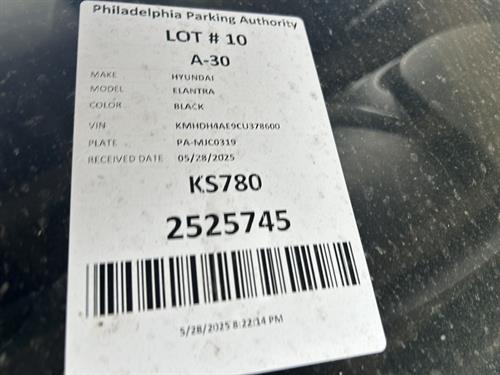 Philadelphia Parking Authority
LOT # 10
A-30
MAKE HYUNDAI
MODEL ELANTRA
COLOR BLACK
VIN KMHDH4AE9CU378600
PLATE PA-MJC0319
RECEIVED DATE 05/28/2025
KS780
2525745
5/28/2025 8:22:14 PM